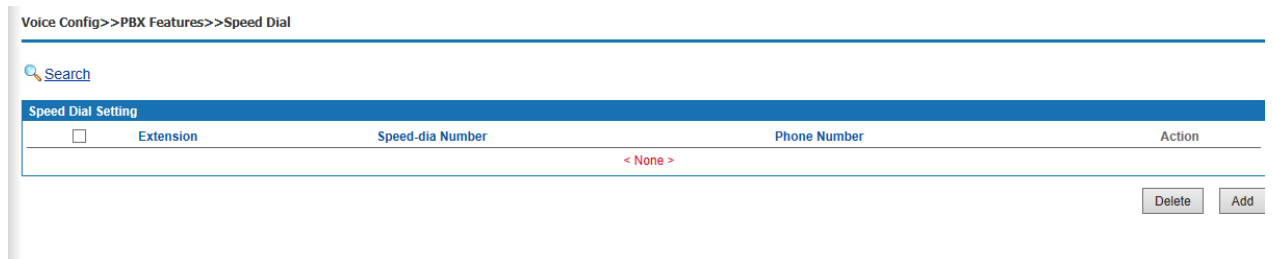 Voice Config>>PBX Features>>Speed Dial
Search
Speed Dial Setting
Extension Speed-dia Number Phone Number Action
< None >
Delete Add